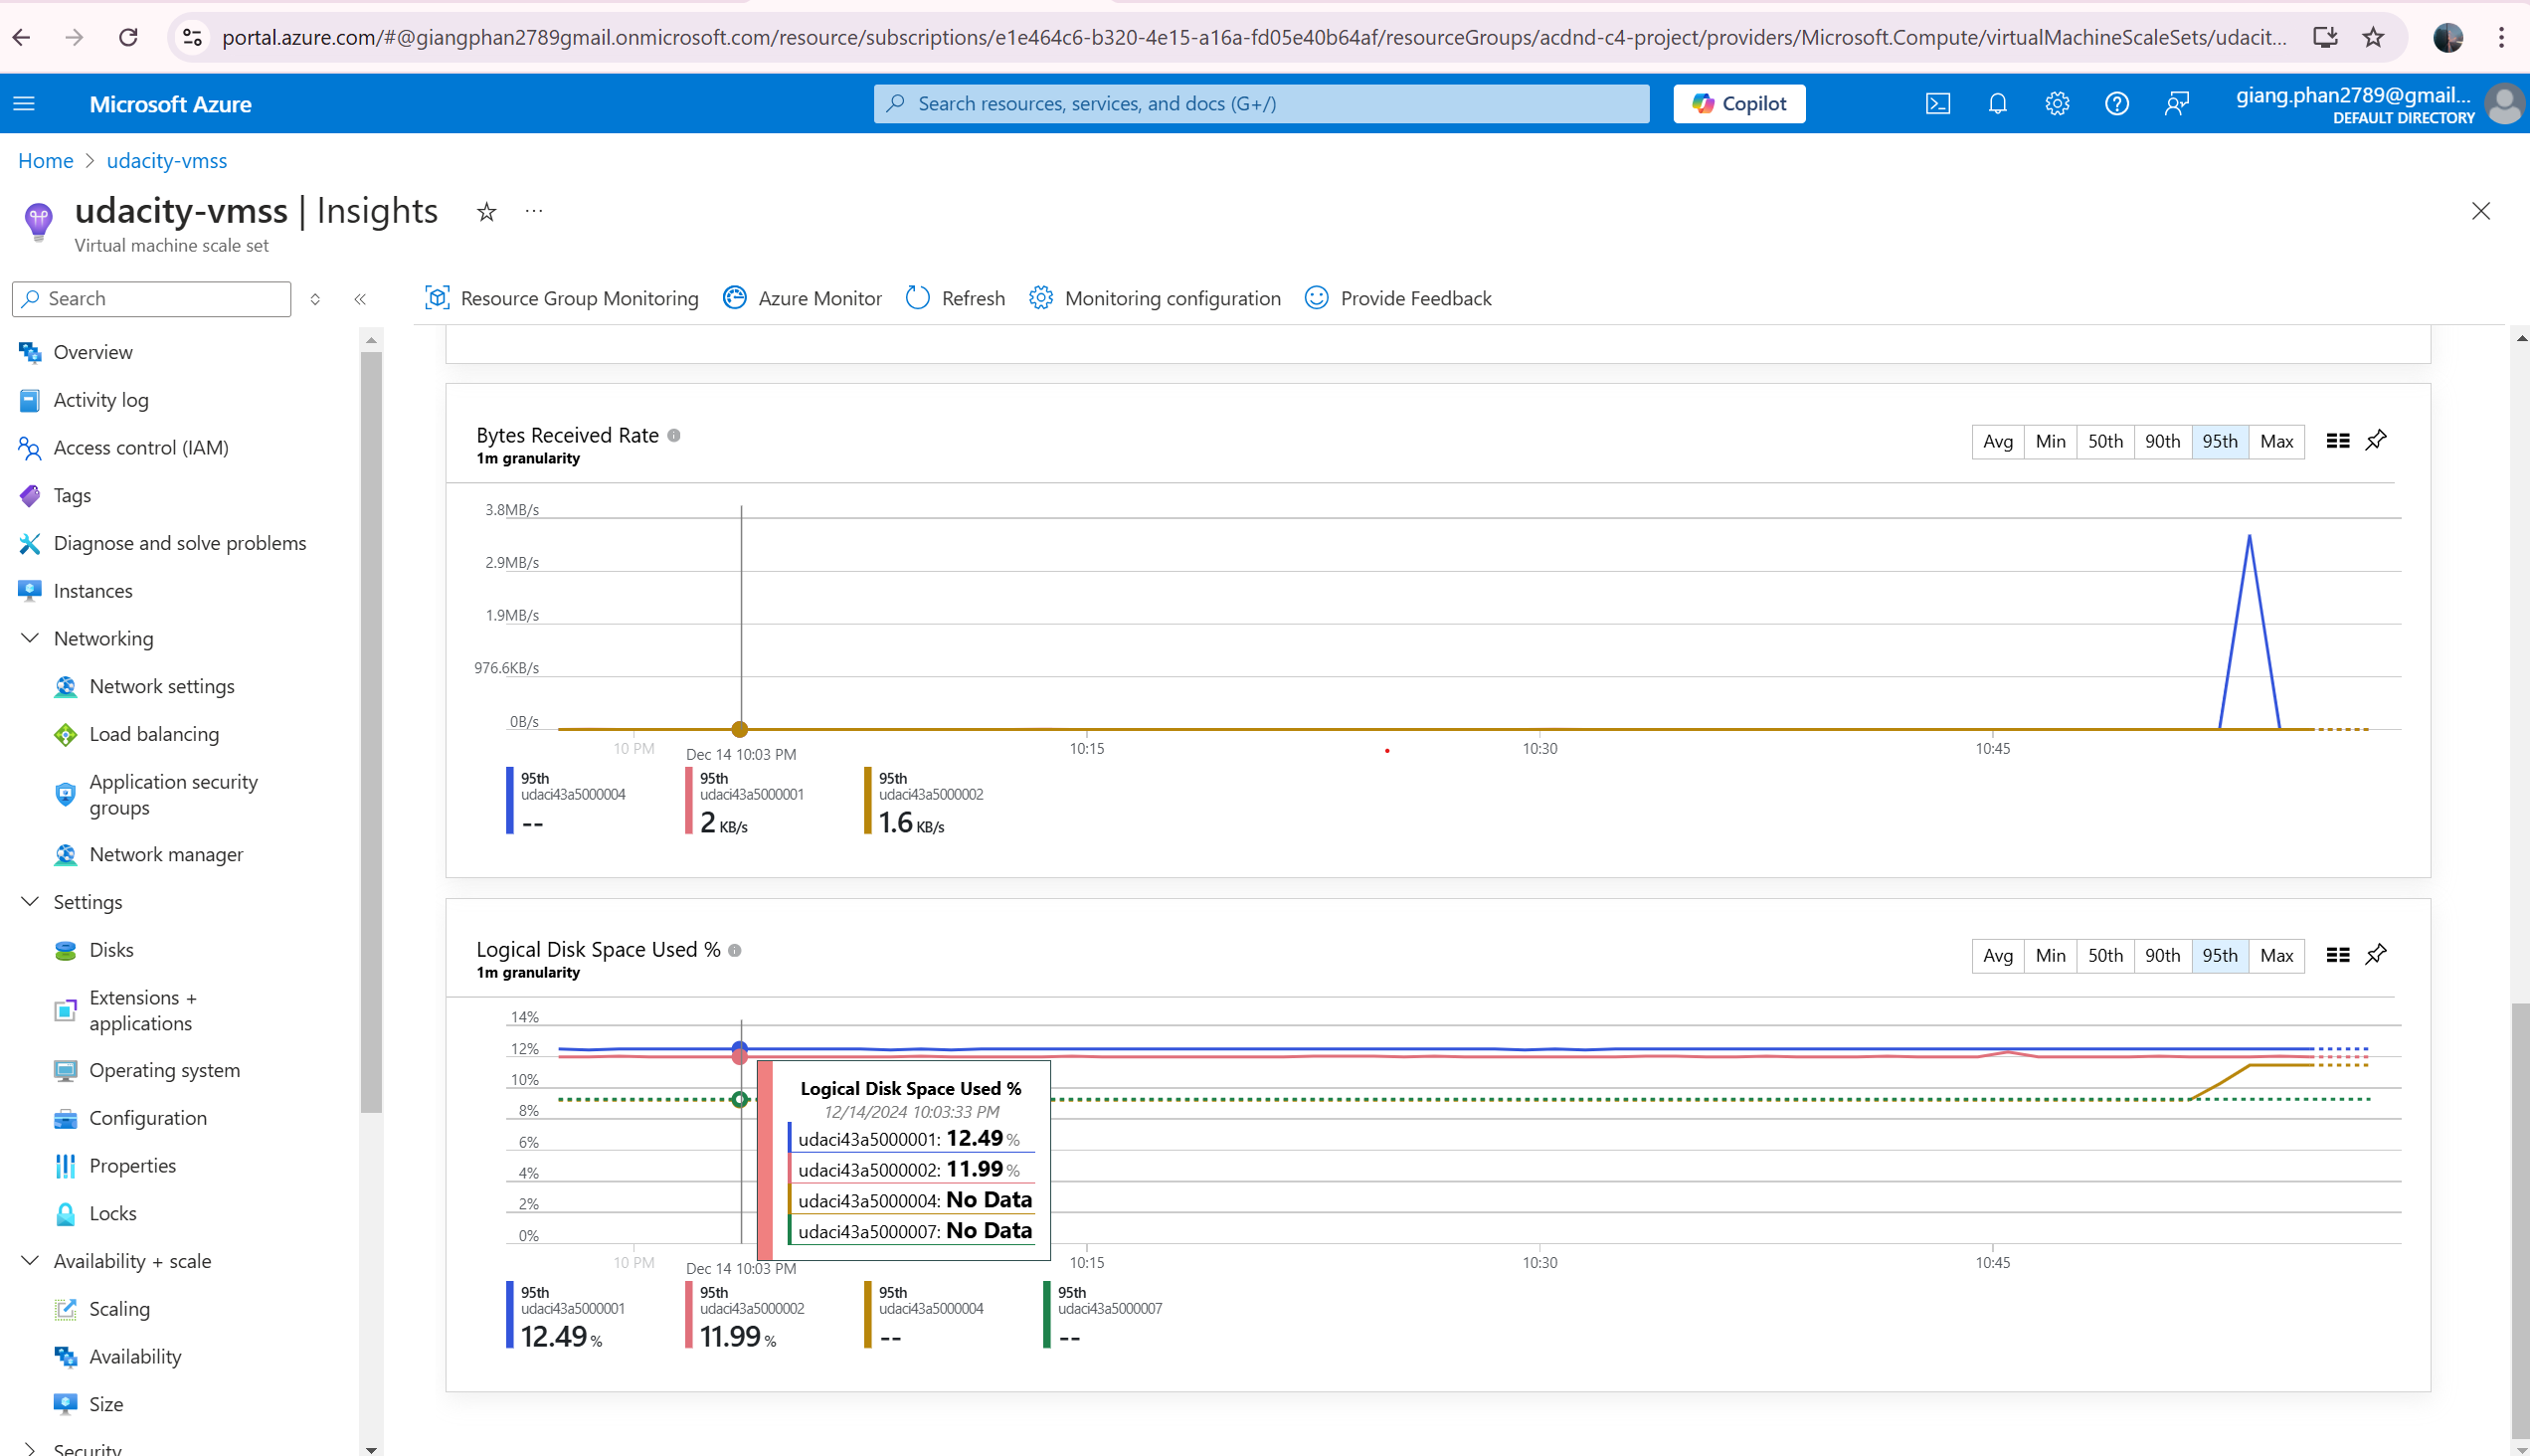 portal.azure.com/#@giangphan2789gmail.onmicrosoft.com/resource/subscriptions/e1e464c6-b320-4e15-a16a-fd05e40b64af/resourceGroups/acdnd-c4-project/providers/Microsoft.Compute/virtualMachineScaleSets/udacit...
Microsoft Azure
Search resources, services, and docs (G+/)
Copilot
giang.phan2789@gmail...
DEFAULT DIRECTORY
Home > udacity-vmss
udacity-vmss | Insights
Virtual machine scale set
Search
Resource Group Monitoring
Azure Monitor
Refresh
Monitoring configuration
Provide Feedback
Overview
Activity log
Access control (IAM)
Tags
Diagnose and solve problems
Instances
Networking
Network settings
Load balancing
Application security
groups
Network manager
Settings
Disks
Extensions +
applications
Operating system
Configuration
Properties
Locks
Availability + scale
Scaling
Availability
Size
Security
Bytes Received Rate
1m granularity
Avg Min 50th 90th 95th Max
3.8MB/s
2.9MB/s
1.9MB/s
976.6KB/s
0B/s
10 PM
Dec 14 10:03 PM
10:15
10:30
10:45
95th
udaci43a5000004
--
95th
udaci43a5000001
2 KB/s
95th
udaci43a5000002
1.6 KB/s
Logical Disk Space Used %
1m granularity
Avg Min 50th 90th 95th Max
14%
12%
10%
8%
6%
4%
2%
0%
Logical Disk Space Used %
12/14/2024 10:03:33 PM
udaci43a5000001: 12.49 %
udaci43a5000002: 11.99 %
udaci43a5000004: No Data
udaci43a5000007: No Data
10 PM
Dec 14 10:03 PM
10:15
10:30
10:45
95th
udaci43a5000001
12.49 %
95th
udaci43a5000002
11.99 %
95th
udaci43a5000004
--
95th
udaci43a5000007
--